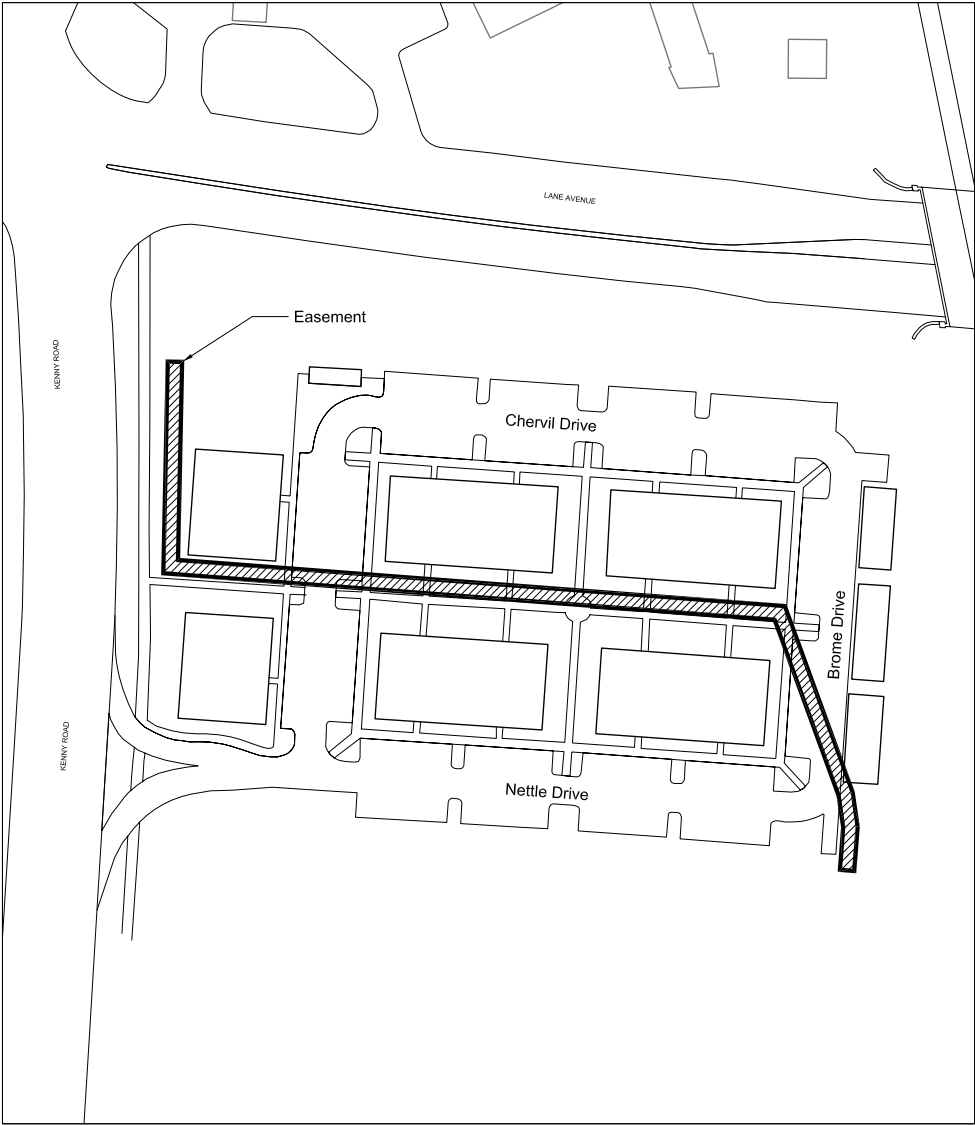 LANE AVENUE
Easement
KENNY ROAD
Chervil Drive
Brome Drive
KENNY ROAD
Nettle Drive